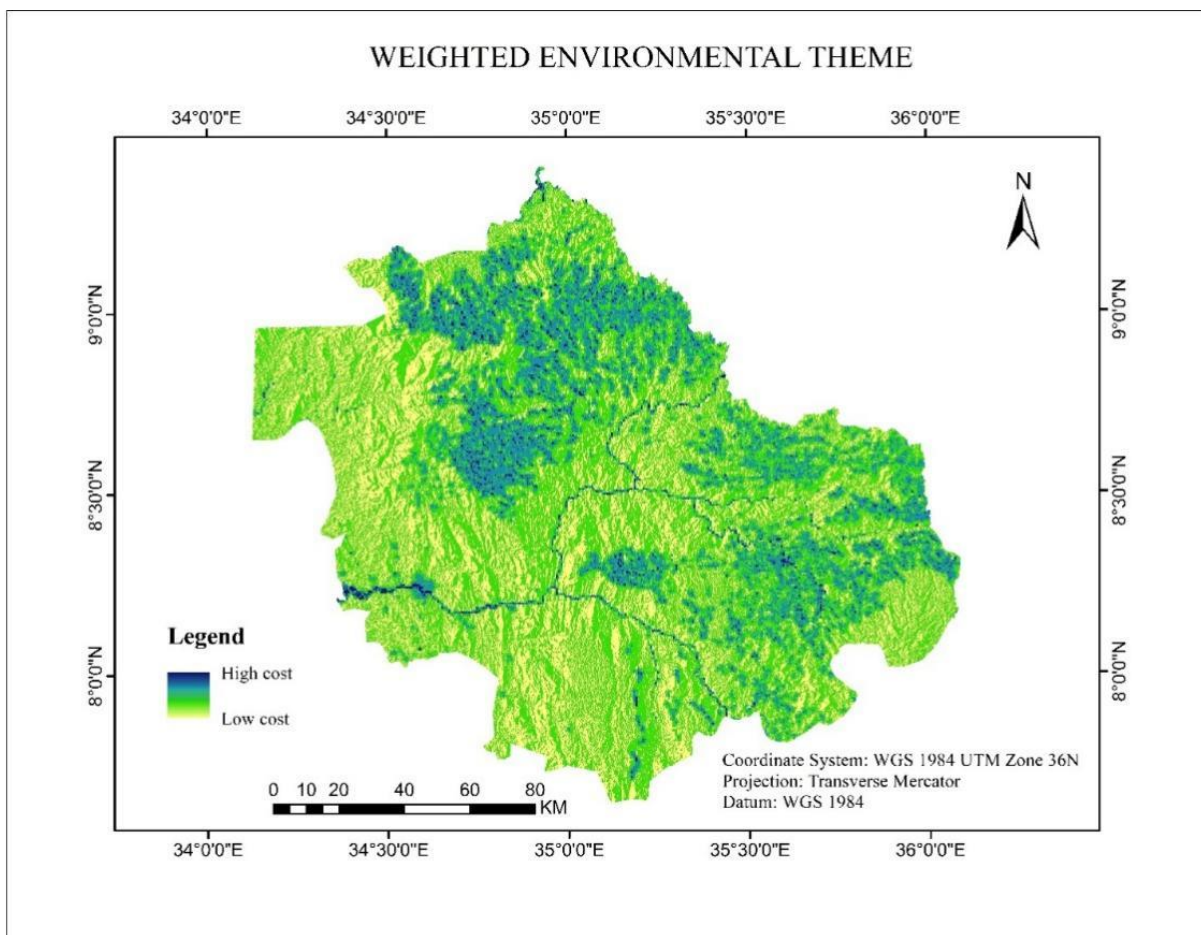 WEIGHTED ENVIRONMENTAL THEME
34°0'0"E 34°30'0"E 35°0'0"E 35°30'0"E 36°0'0"E
N
9°0'0"N 9°0'0"N
8°30'0"N 8°30'0"N
8°0'0"N 8°0'0"N
Legend
High cost
Low cost
Coordinate System: WGS 1984 UTM Zone 36N
Projection: Transverse Mercator
Datum: WGS 1984
0 10 20 40 60 80
KM
34°0'0"E 34°30'0"E 35°0'0"E 35°30'0"E 36°0'0"E